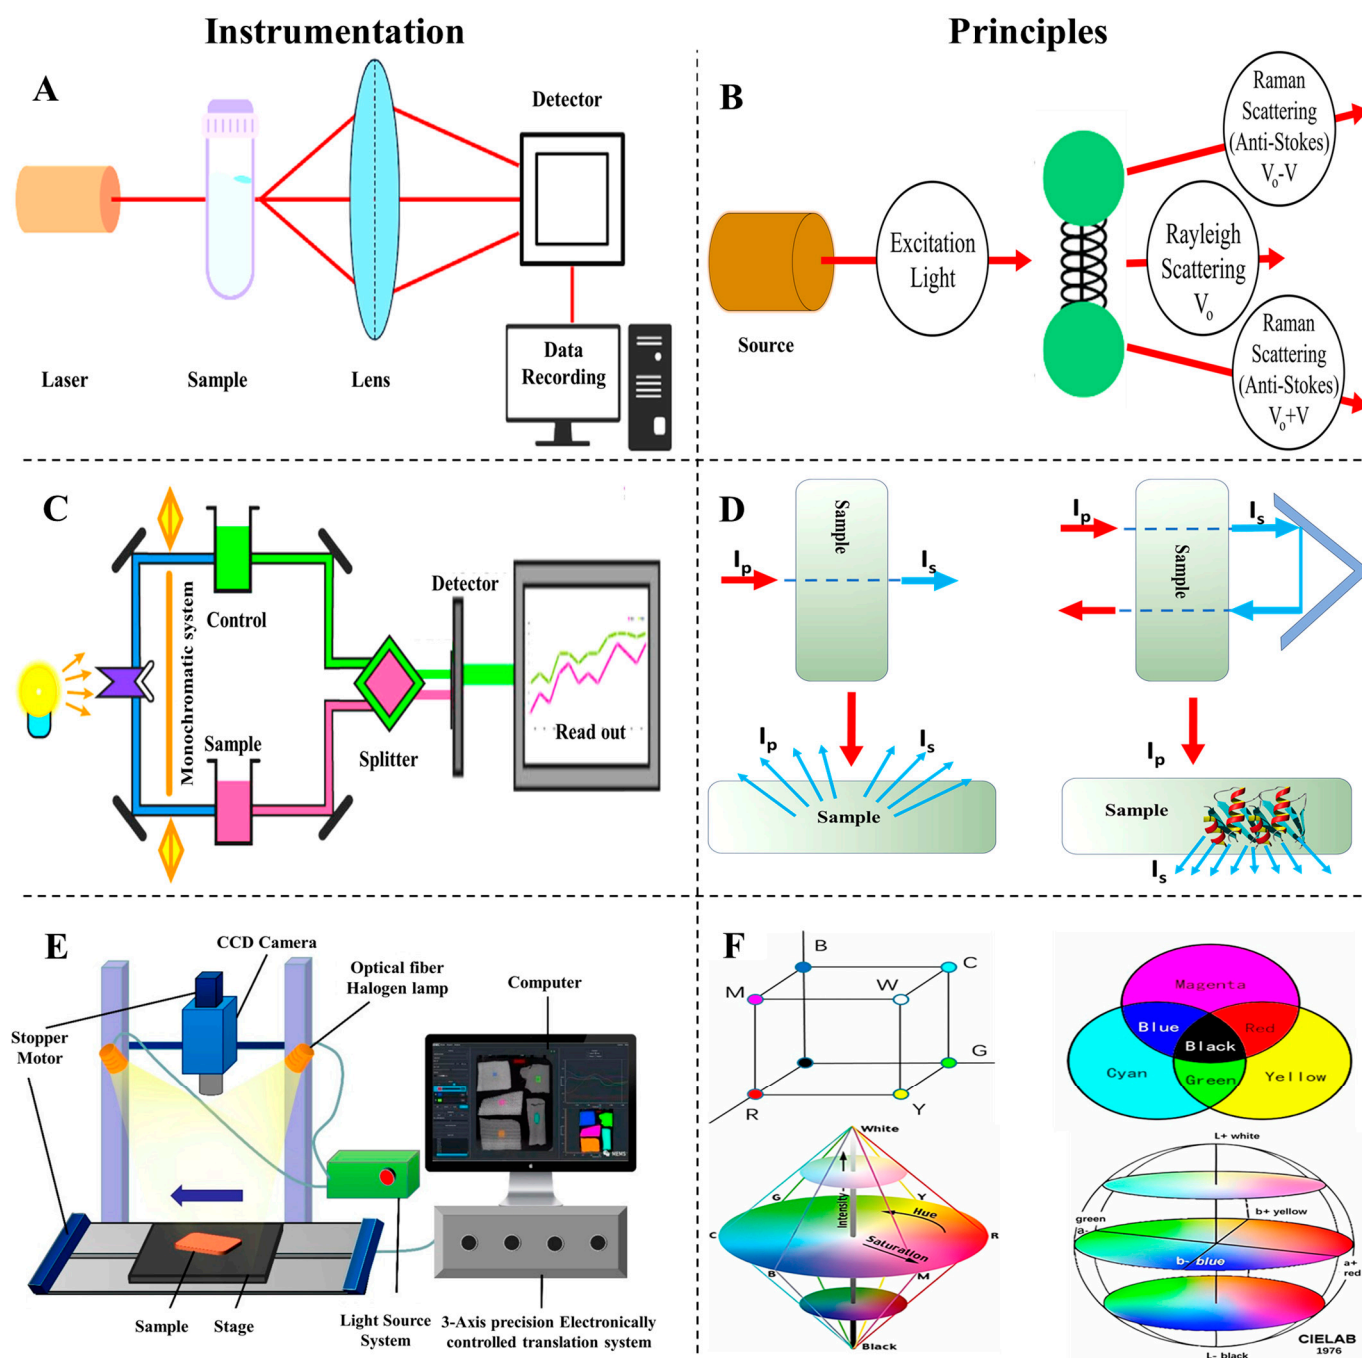 Instrumentation
Principles
A
Detector
Laser
Sample
Lens
Data
Recording
B
Source
Excitation
Light
Raman
Scattering
(Anti-Stokes)
Vo-V
Rayleigh
Scattering
Vo
Raman
Scattering
(Anti-Stokes)
Vo+V
C
Control
Monochromatic system
Sample
Splitter
Detector
Read out
D
Ip
Sample
Is
Ip
Sample
Is
Ip
Is
Sample
Ip
Sample
Is
E
CCD Camera
Optical fiber
Halogen lamp
Computer
Stopper
Motor
Sample
Stage
Light Source
System
3-Axis precision Electronically
controlled translation system
F
B
C
M
W
G
R
Y
Magenta
Blue
Red
Black
Cyan
Green
Yellow
White
Intensity
G
Y
Hue
C
R
Saturation
B
M
Black
L+ white
b+ yellow
green
a-
b- blue
a+
red
CIELAB
1976
L- black